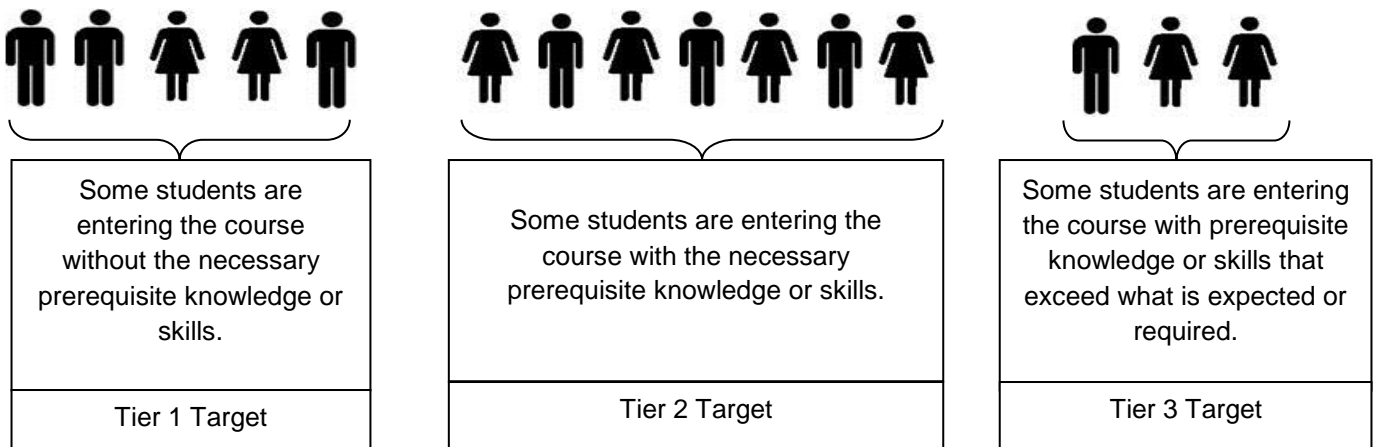 Some students are
entering the course
without the necessary
prerequisite knowledge or
skills.
Tier 1 Target
Some students are entering the
course with the necessary
prerequisite knowledge or skills.
Tier 2 Target
Some students are entering
the course with prerequisite
knowledge or skills that
exceed what is expected or
required.
Tier 3 Target